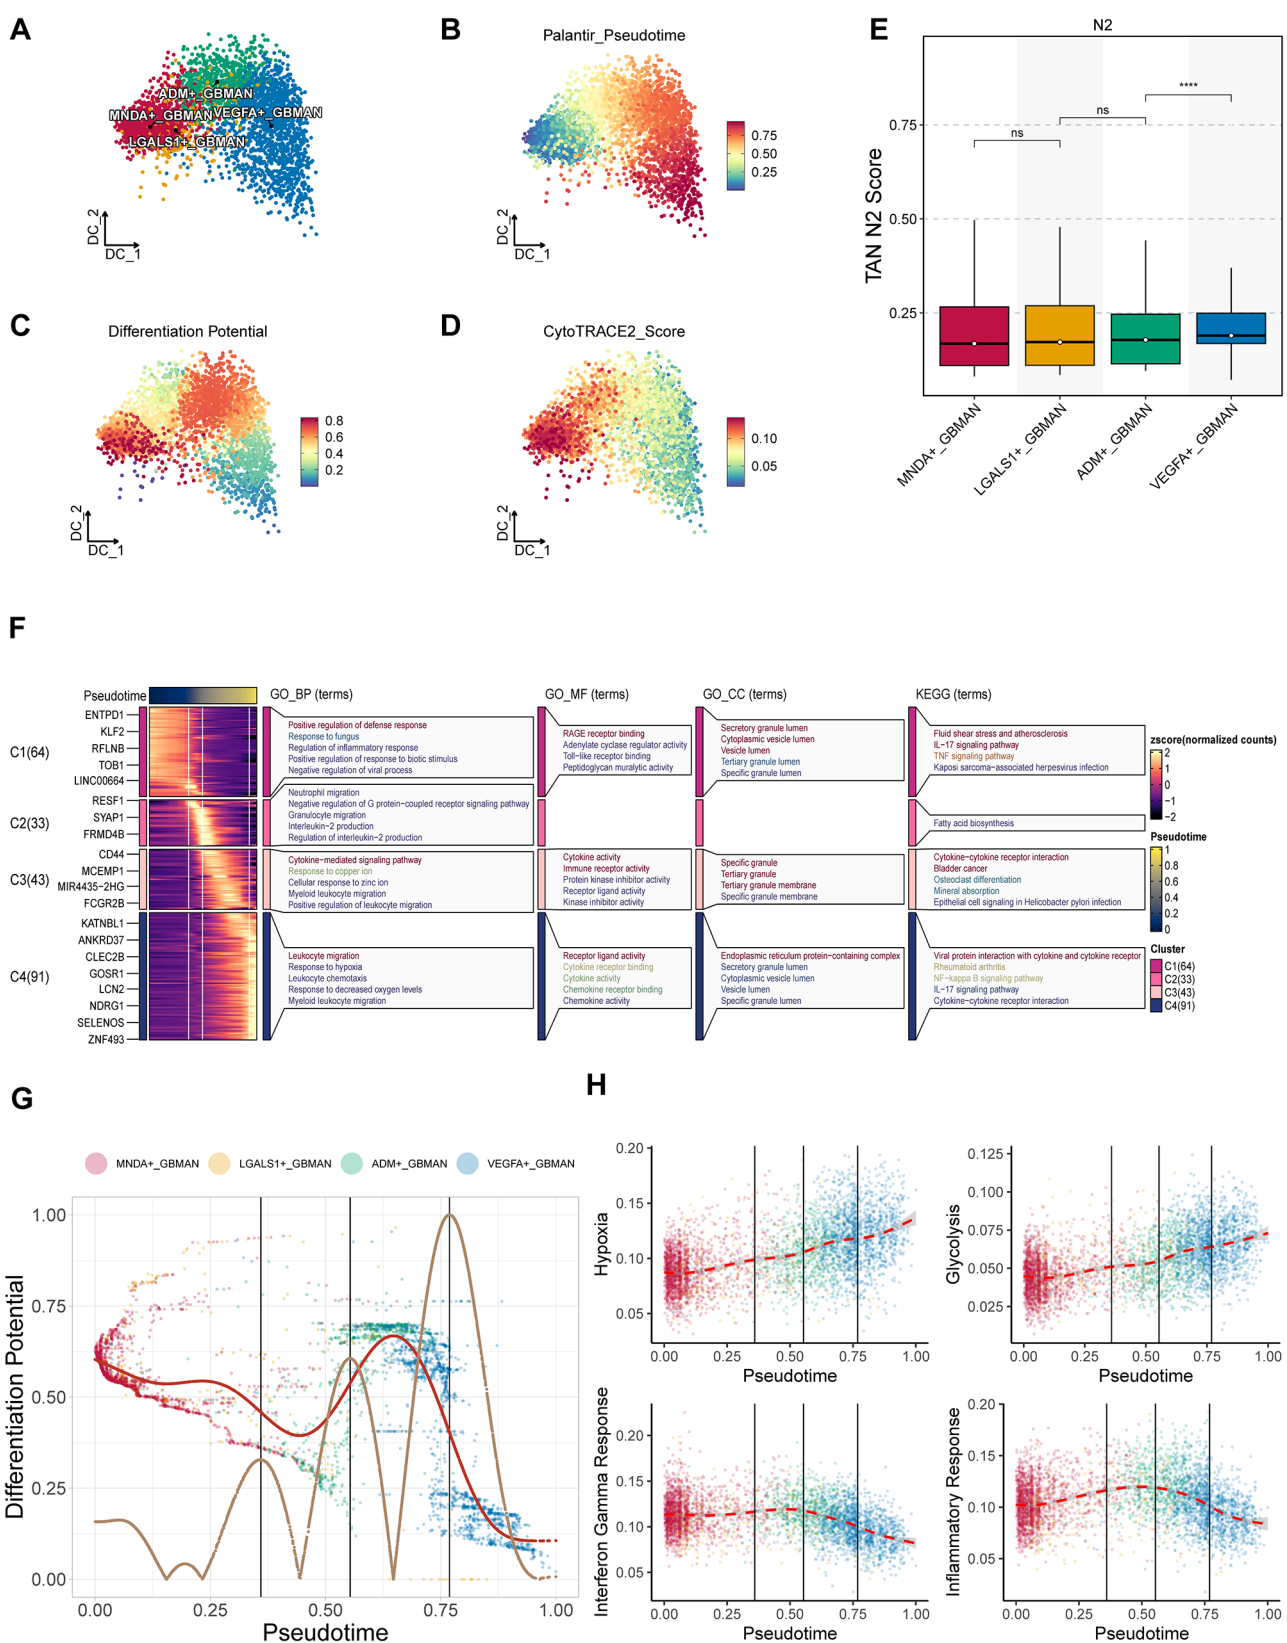 A
ADM+_GBMAN
MNDA+_GBMAN
VEGFA+_GBMAN
LGALS1+_GBMAN
DC_2
DC_1
B
Palantir_Pseudotime
0.75
0.50
0.25
DC_2
DC_1
C
Differentiation Potential
0.8
0.6
0.4
0.2
DC_2
DC_1
D
CytoTRACE2_Score
0.10
0.05
DC_2
DC_1
E
N2
TAN N2 Score
0.75
0.50
0.25
ns
ns
****
MNDA+_GBMAN
LGALS1+_GBMAN
ADM+_GBMAN
VEGFA+_GBMAN
F
Pseudotime
GO_BP (terms)
GO_MF (terms)
GO_CC (terms)
KEGG (terms)
C1(64)
C2(33)
C3(43)
C4(91)
ENTPD1
KLF2
RFLNB
TOB1
LINC00664
RESF1
SYAP1
FRMD4B
CD44
MCEMP1
MIR4435-2HG
FCGR2B
KATNBL1
ANKRD37
CLEC2B
GOSR1
LCN2
NDRG1
SELENOS
ZNF493
Positive regulation of defense response
Response to fungus
Regulation of inflammatory response
Positive regulation of response to biotic stimulus
Negative regulation of viral process
Neutrophil migration
Negative regulation of G protein-coupled receptor signaling pathway
Granulocyte migration
Interleukin-2 production
Regulation of interleukin-2 production
Cytokine-mediated signaling pathway
Response to copper ion
Cellular response to zinc ion
Myeloid leukocyte migration
Positive regulation of leukocyte migration
Leukocyte migration
Response to hypoxia
Leukocyte chemotaxis
Response to decreased oxygen levels
Myeloid leukocyte migration
RAGE receptor binding
Adenylate cyclase regulator activity
Toll-like receptor binding
Peptidoglycan muralytic activity
Cytokine activity
Immune receptor activity
Protein kinase inhibitor activity
Receptor ligand activity
Kinase inhibitor activity
Receptor ligand activity
Cytokine receptor binding
Cytokine activity
Chemokine receptor binding
Chemokine activity
Secretory granule lumen
Cytoplasmic vesicle lumen
Vesicle lumen
Tertiary granule lumen
Specific granule lumen
Specific granule
Tertiary granule
Tertiary granule membrane
Specific granule membrane
Endoplasmic reticulum protein-containing complex
Secretory granule lumen
Cytoplasmic vesicle lumen
Vesicle lumen
Specific granule lumen
Fluid shear stress and atherosclerosis
IL-17 signaling pathway
TNF signaling pathway
Kaposi sarcoma-associated herpesvirus infection
Fatty acid biosynthesis
Cytokine-cytokine receptor interaction
Bladder cancer
Osteoclast differentiation
Mineral absorption
Epithelial cell signaling in Helicobacter pylori infection
Viral protein interaction with cytokine and cytokine receptor
Rheumatoid arthritis
NF-kappa B signaling pathway
IL-17 signaling pathway
Cytokine-cytokine receptor interaction
zscore(normalized counts)
2
1
0
−1
−2
Pseudotime
1
0.8
0.6
0.4
0.2
0
Cluster
C1(64)
C2(33)
C3(43)
C4(91)
G
MNDA+_GBMAN
LGALS1+_GBMAN
ADM+_GBMAN
VEGFA+_GBMAN
Differentiation Potential
1.00
0.75
0.50
0.25
0.00
0.00
0.25
0.50
0.75
1.00
Pseudotime
H
Hypoxia
0.20
0.15
0.10
0.05
0.00
0.25
0.50
0.75
1.00
Pseudotime
Glycolysis
0.125
0.100
0.075
0.050
0.025
0.00
0.25
0.50
0.75
1.00
Pseudotime
Interferon Gamma Response
0.20
0.15
0.10
0.05
0.00
0.25
0.50
0.75
1.00
Pseudotime
Inflammatory Response
0.20
0.15
0.10
0.05
0.00
0.25
0.50
0.75
1.00
Pseudotime